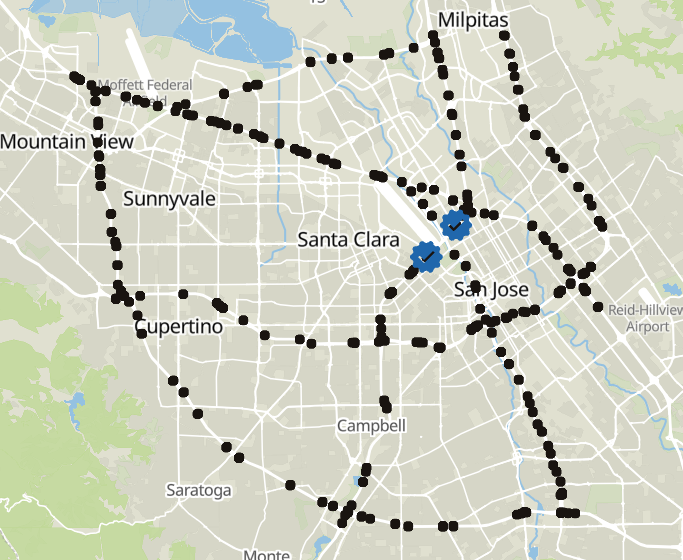 Milpitas
Moffett Federal
Mountain View
Sunnyvale
Santa Clara
San Jose
Reid-Hillview
Airport
Cupertino
Campbell
Saratoga
Monte